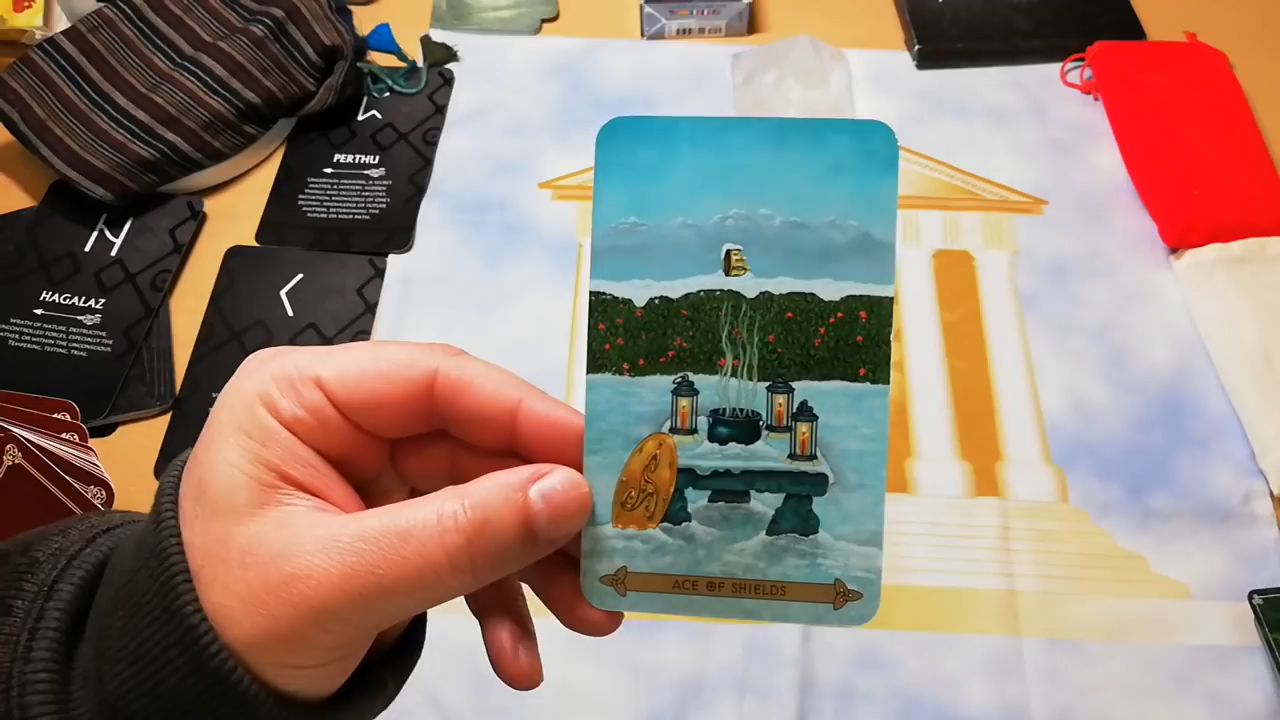 PERTHU
UNCERTAIN MEANING, A SECRET
MATTER, A MYSTERY, HIDDEN
THINGS AND OCCULT ABILITIES.
INITIATION, KNOWLEDGE OF ONE'S
DESTINY, KNOWLEDGE OF FUTURE
MATTERS, DETERMINING THE
FUTURE OR YOUR PATH.
HAGALAZ
WRATH OF NATURE, DESTRUCTIVE,
UNCONTROLLED FORCES, ESPECIALLY THE
OR WITHIN THE UNCONSCIOUS.
TEMPERING, TESTING, TRIAL.
ACE OF SHIELDS